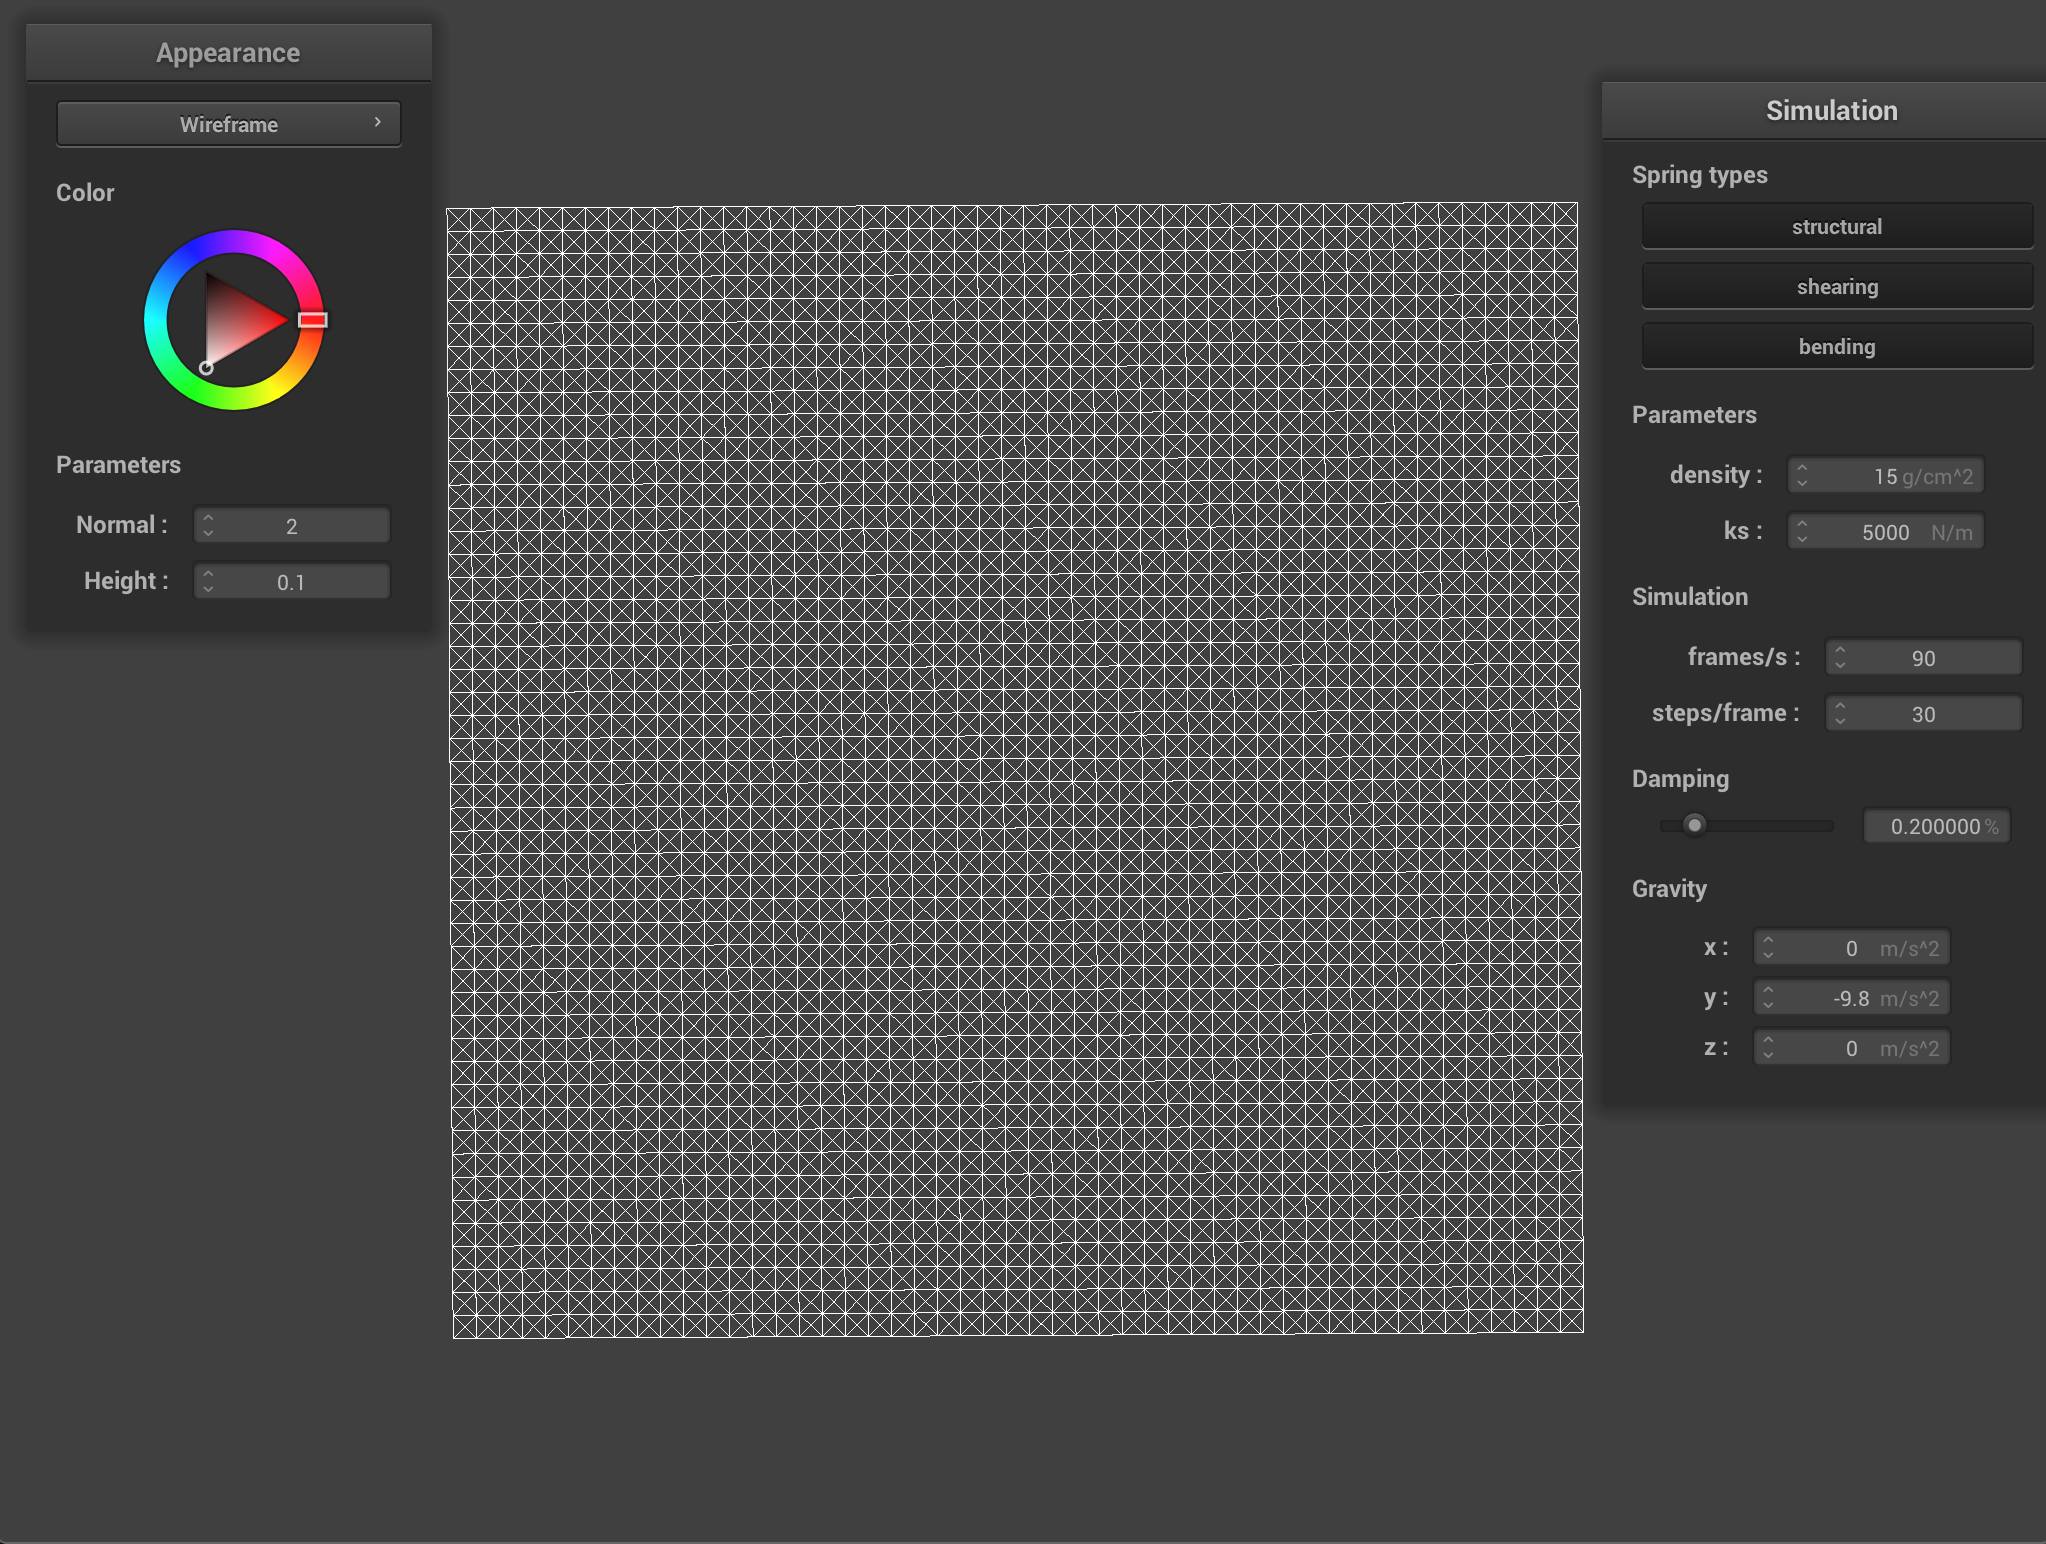 Appearance
Wireframe
Color
Parameters
Normal : 2
Height : 0.1
Simulation
Spring types
structural
shearing
bending
Parameters
density : 15 g/cm^2
ks : 5000 N/m
Simulation
frames/s : 90
steps/frame : 30
Damping
0.200000 %
Gravity
x : 0 m/s^2
y : -9.8 m/s^2
z : 0 m/s^2